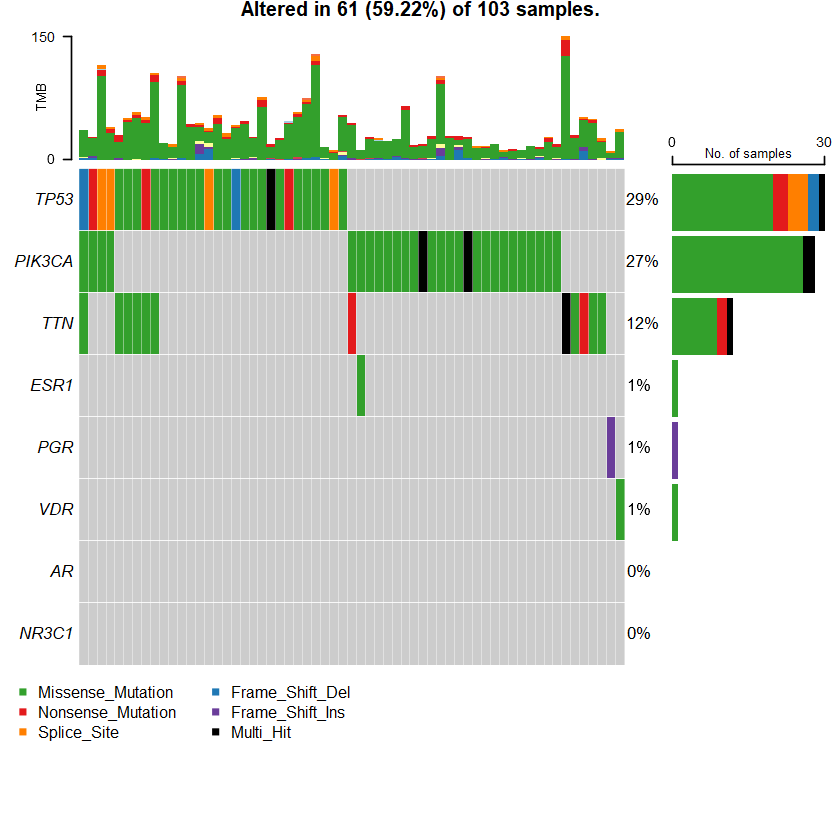 Altered in 61 (59.22%) of 103 samples.
150
TMB
0
0 30
No. of samples
TP53 29%
PIK3CA 27%
TTN 12%
ESR1 1%
PGR 1%
VDR 1%
AR 0%
NR3C1 0%
Missense_Mutation Frame_Shift_Del
Nonsense_Mutation Frame_Shift_Ins
Splice_Site Multi_Hit